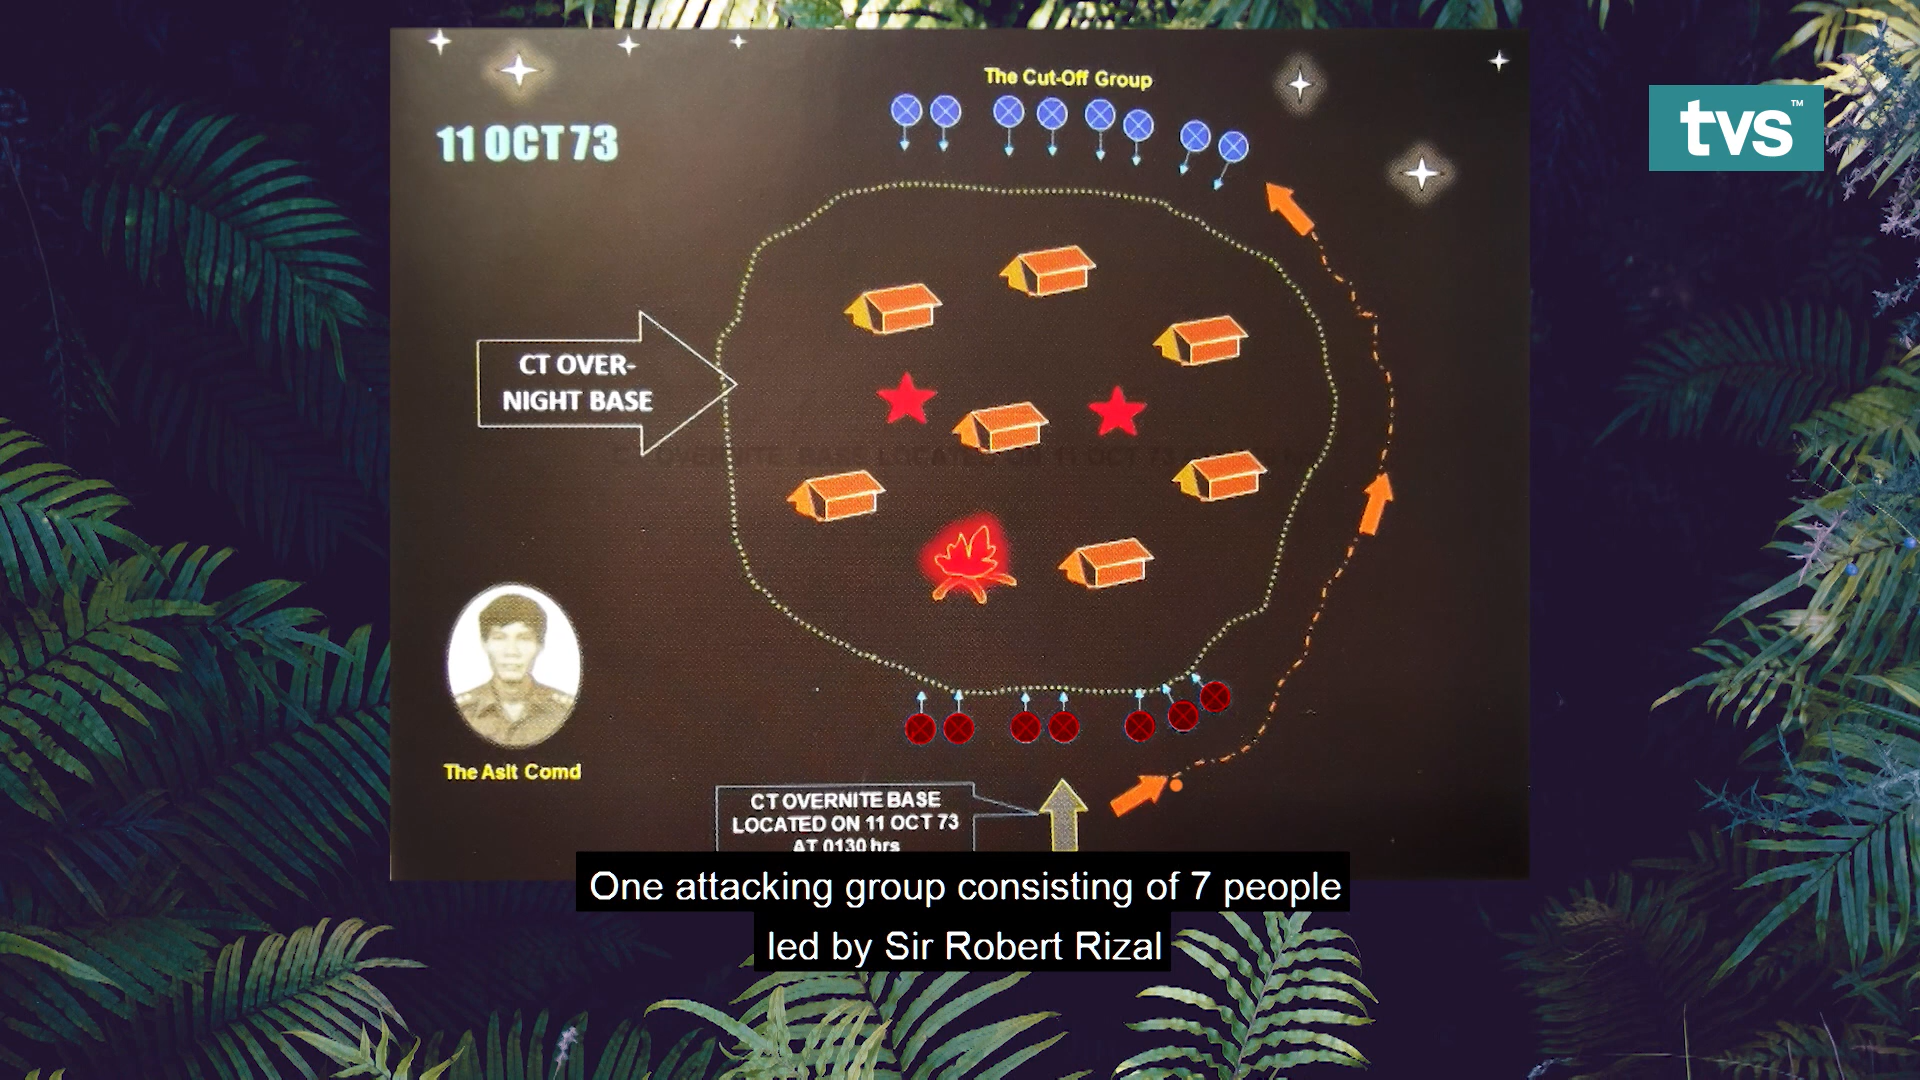 The Cut-Off Group
11 OCT 73
tvs™
CT OVER-
NIGHT BASE
The Aslt Comd
CT OVERNITE BASE
LOCATED ON 11 OCT 73
AT 0130 hrs
One attacking group consisting of 7 people
led by Sir Robert Rizal